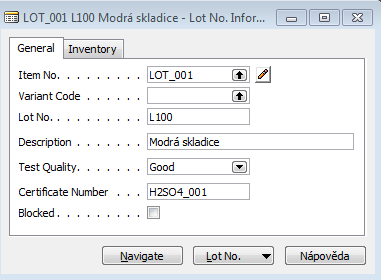 LOT_001 L100 Modrá skladice - Lot No. Infor...
General Inventory
Item No. . . . . . . . . . LOT_001
Variant Code . . . . . . .
Lot No. . . . . . . . . . . L100
Description . . . . . . . . Modrá skladice
Test Quality. . . . . . . . Good
Certificate Number . . . H2SO4_001
Blocked. . . . . . . . . .
Navigate Lot No. Nápověda